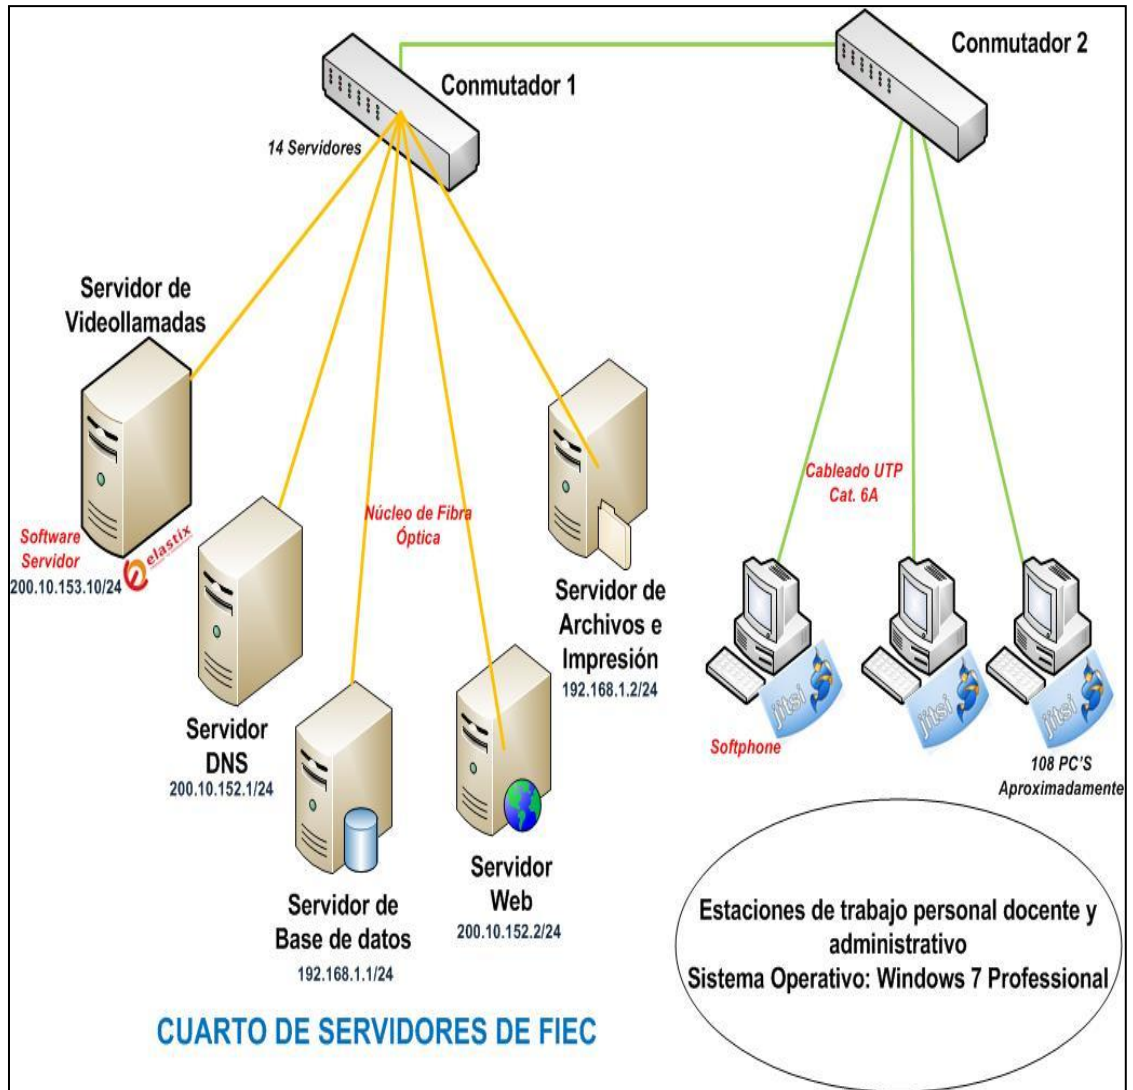 Conmutador 1
Conmutador 2
14 Servidores
Servidor de
Videollamadas
Software
Servidor
elastix
200.10.153.10/24
Núcleo de Fibra
Óptica
Servidor
DNS
200.10.152.1/24
Servidor de
Base de datos
192.168.1.1/24
Servidor
Web
200.10.152.2/24
Servidor de
Archivos e
Impresión
192.168.1.2/24
Cableado UTP
Cat. 6A
jitsi
jitsi
jitsi
Softphone
108 PC'S
Aproximadamente
Estaciones de trabajo personal docente y
administrativo
Sistema Operativo: Windows 7 Professional
CUARTO DE SERVIDORES DE FIEC